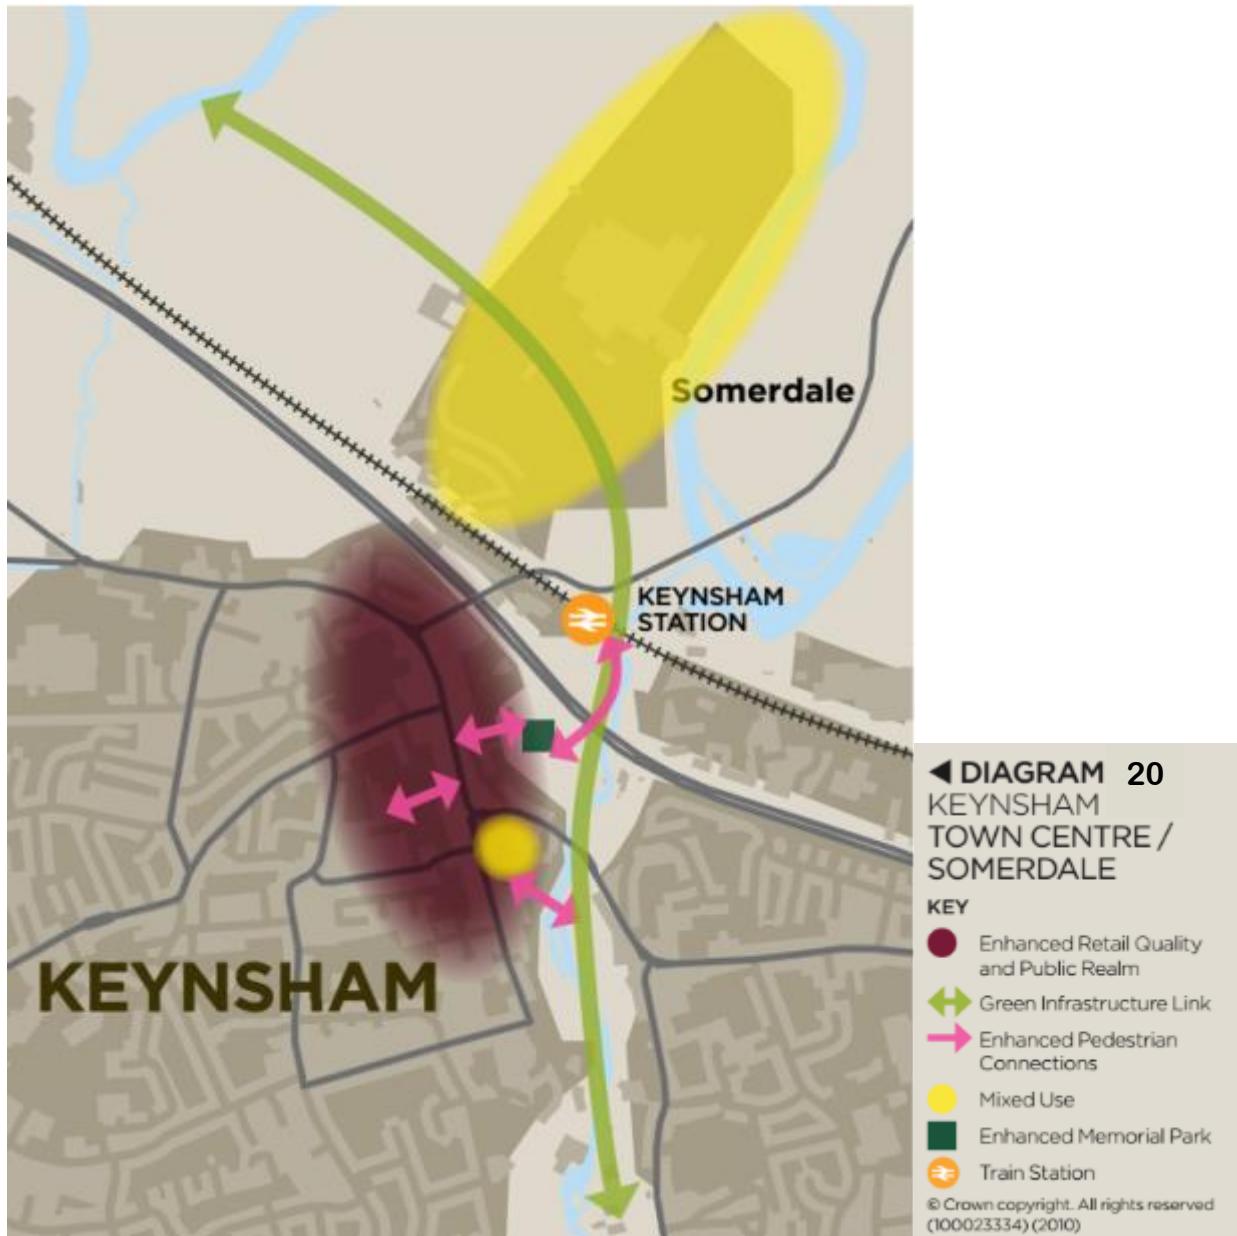 Somerdale
KEYNSHAM
STATION
KEYNSHAM
◀ DIAGRAM 20
KEYNSHAM
TOWN CENTRE /
SOMERDALE
KEY
Enhanced Retail Quality
and Public Realm
Green Infrastructure Link
Enhanced Pedestrian
Connections
Mixed Use
Enhanced Memorial Park
Train Station
© Crown copyright. All rights reserved
(100023334) (2010)